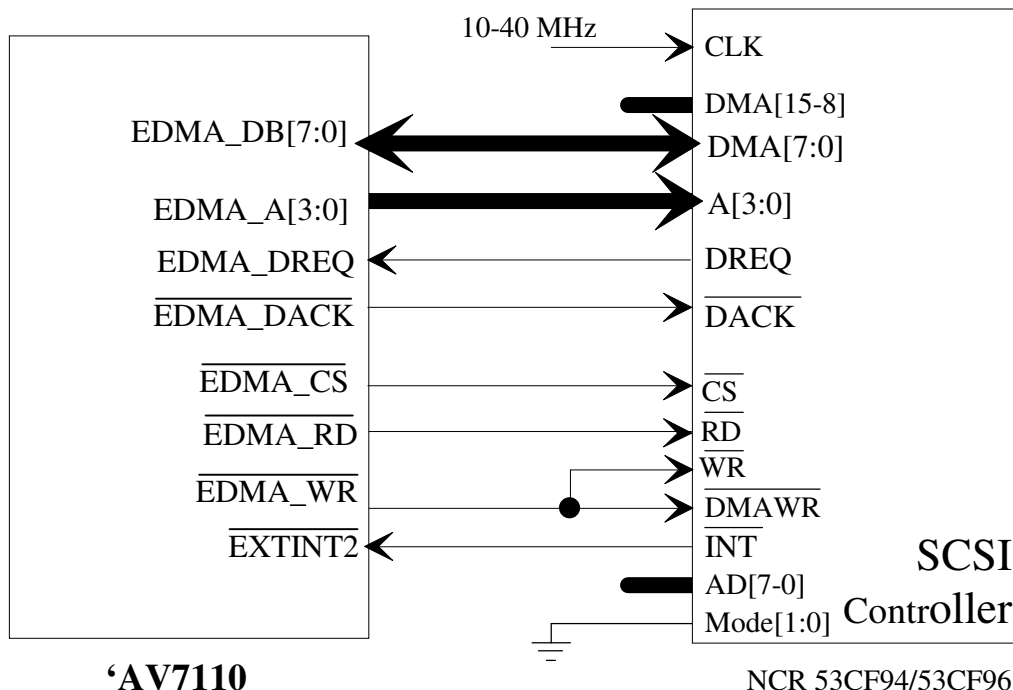 10-40 MHz
CLK
DMA[15-8]
EDMA_DB[7:0]
DMA[7:0]
EDMA_A[3:0]
A[3:0]
EDMA_DREQ
DREQ
EDMA_DACK
DACK
EDMA_CS
CS
EDMA_RD
RD
WR
EDMA_WR
DMAWR
EXTINT2
INT
SCSI
AD[7-0]
Controller
Mode[1:0]
‘AV7110
NCR 53CF94/53CF96